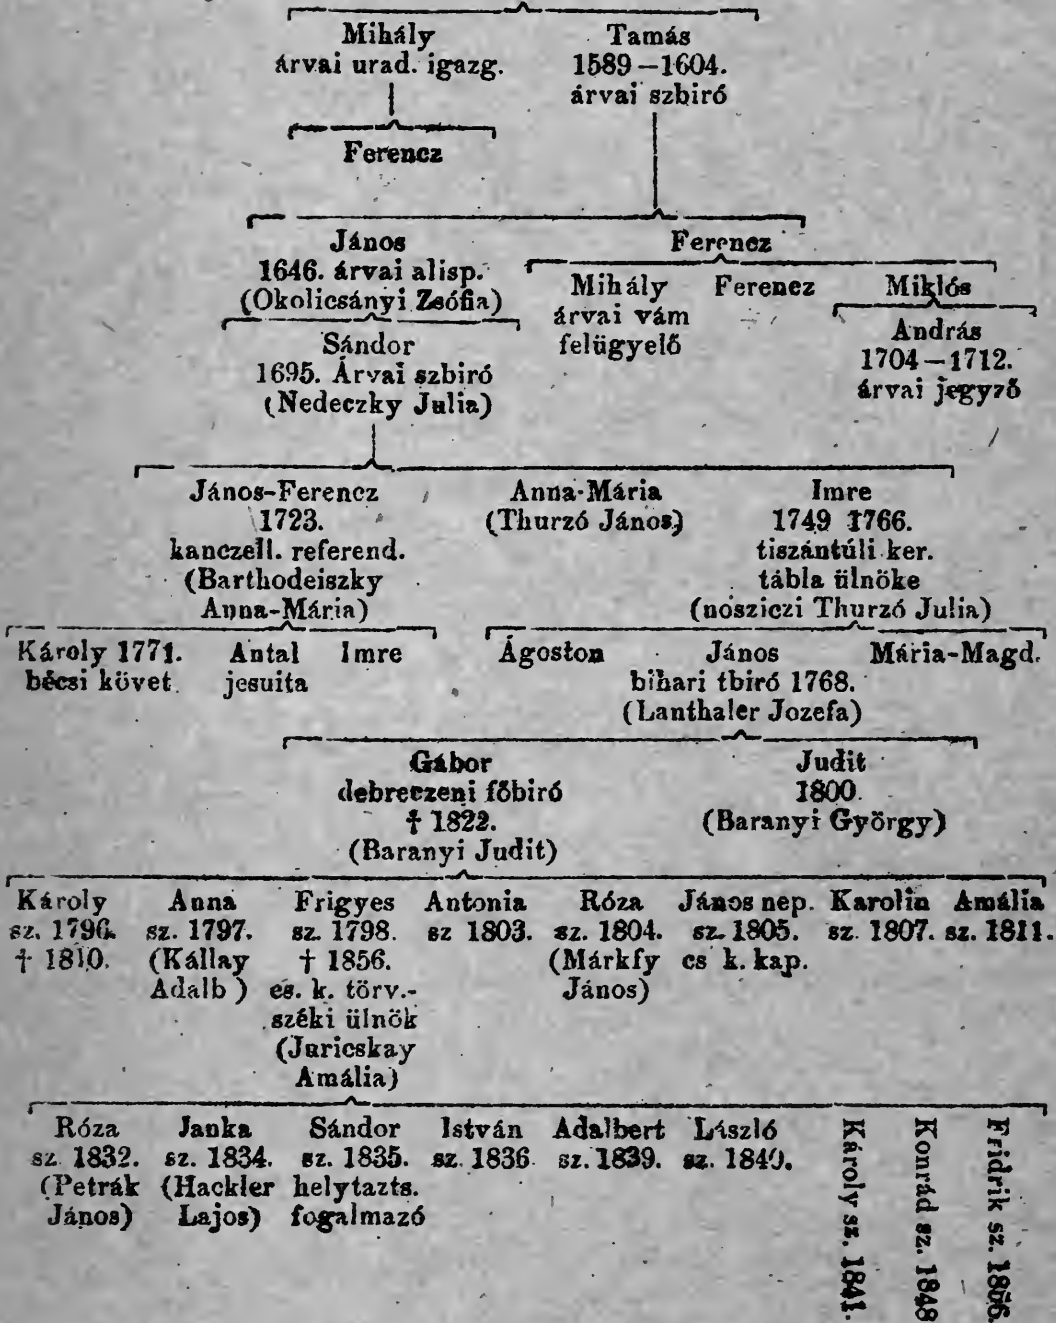 Mihály
árvai urad. igazg.
Tamás
1589–1604.
árvai szbiró
Ferencz
János
1646. árvai alisp.
(Okolicsányi Zsófia)
Ferencz
Sándor
1695. Árvai szbiró
(Nedeczky Julia)
Mihály
árvai vám
felügyelő
Ferencz
Miklós
András
1704–1712.
árvai jegyző
János-Ferencz
1723.
kanczell. referend.
(Barthodeiszky
Anna-Mária)
Anna-Mária
(Thurzó János)
Imre
1749 1766.
tiszántúli ker.
tábla ülnöke
(nosziczi Thurzó Julia)
Károly 1771.
bécsi követ.
Antal
jesuita
Imre
Ágoston
János
bihari tbiró 1768.
(Lanthaler Jozefa)
Mária-Magd.
Gábor
debreczeni főbiró
† 1822.
(Baranyi Judit)
Judit
1800.
(Baranyi György)
Károly
sz. 1796.
† 1810.
Anna
sz. 1797.
(Kállay
Adalb )
Frigyes
sz. 1798.
† 1856.
cs. k. törv.-
széki ülnök
(Juricskay
Amália)
Antonia
sz 1803.
Róza
sz. 1804.
(Márkfy
János)
János nep.
sz. 1805.
cs k. kap.
Karolin
sz. 1807.
Amália
sz. 1811.
Róza
sz. 1832.
(Petrák
János)
Janka
sz. 1834.
(Hackler
Lajos)
Sándor
sz. 1835.
helytazts.
fogalmazó
István
sz. 1836
Adalbert
sz. 1839.
László
sz. 1840.
Károly sz. 1841.
Konrád sz. 1848
Fridrik sz. 1856.